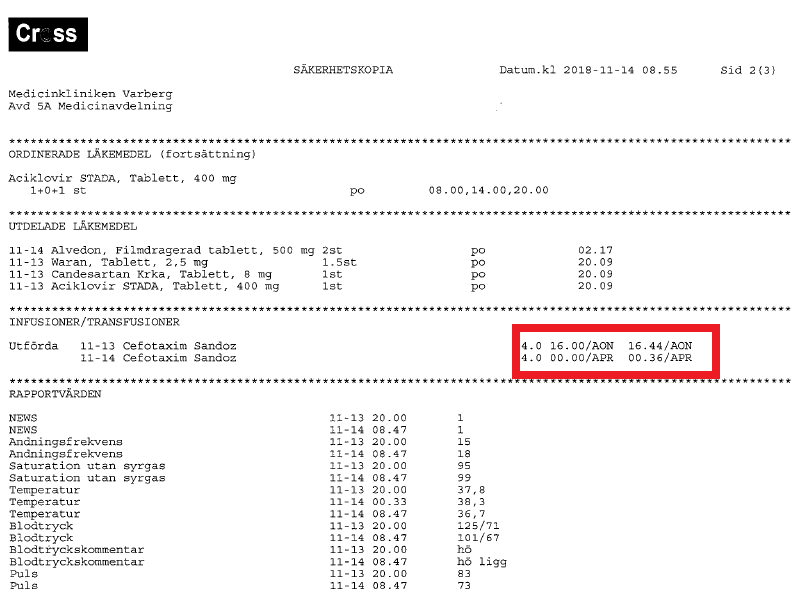 Cross
SÄKERHETSKOPIA Datum.kl 2018-11-14 08.55 Sid 2(3)
Medicinkliniken Varberg
Avd 5A Medicinavdelning
********************************************************************************
ORDINERADE LÄKEMEDEL (fortsättning)
Aciklovir STADA, Tablett, 400 mg
1+0+1 st po 08.00,14.00,20.00
********************************************************************************
UTDELADE LÄKEMEDEL
11-14 Alvedon, Filmdragerad tablett, 500 mg 2st po 02.17
11-13 Waran, Tablett, 2,5 mg 1.5st po 20.09
11-13 Candesartan Krka, Tablett, 8 mg 1st po 20.09
11-13 Aciklovir STADA, Tablett, 400 mg 1st po 20.09
********************************************************************************
INFUSIONER/TRANSFUSIONER
Utförda 11-13 Cefotaxim Sandoz 4.0 16.00/AON 16.44/AON
11-14 Cefotaxim Sandoz 4.0 00.00/APR 00.36/APR
********************************************************************************
RAPPORTVÄRDEN
NEWS 11-13 20.00 1
NEWS 11-14 08.47 1
Andningsfrekvens 11-13 20.00 15
Andningsfrekvens 11-14 08.47 18
Saturation utan syrgas 11-13 20.00 95
Saturation utan syrgas 11-14 08.47 99
Temperatur 11-13 20.00 37,8
Temperatur 11-14 00.33 38,3
Temperatur 11-14 08.47 36,7
Blodtryck 11-13 20.00 125/71
Blodtryck 11-14 08.47 101/67
Blodtryckskommentar 11-13 20.00 hö
Blodtryckskommentar 11-14 08.47 hö ligg
Puls 11-13 20.00 83
Puls 11-14 08.47 73